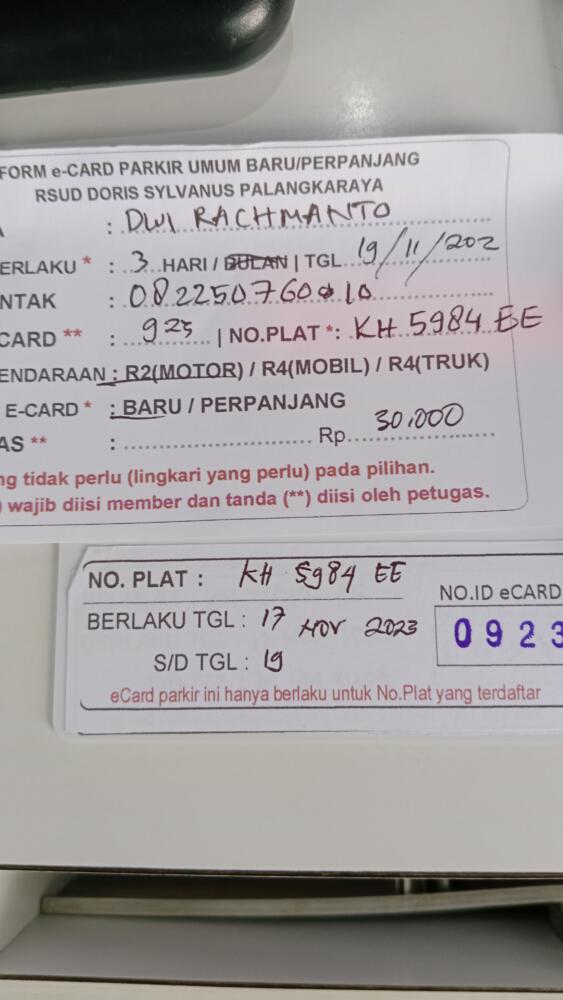 FORM e-CARD PARKIR UMUM BARU/PERPANJANG
RSUD DORIS SYLVANUS PALANGKARAYA
A : DWI RACHMANTO
ERLAKU * : 3 HARI / BULAN | TGL 19/11/202
NTAK : 082250760010
CARD ** : 923 | NO.PLAT *: KH 5984 EE
ENDARAAN : R2(MOTOR) / R4(MOBIL) / R4(TRUK)
E-CARD * : BARU / PERPANJANG
AS ** : Rp. 30.000
ng tidak perlu (lingkari yang perlu) pada pilihan.
) wajib diisi member dan tanda (**) diisi oleh petugas.
NO. PLAT : KH 5984 EE
NO.ID eCARD
BERLAKU TGL : 17 NOV 2023
0923
S/D TGL : 19
eCard parkir ini hanya berlaku untuk No.Plat yang terdaftar